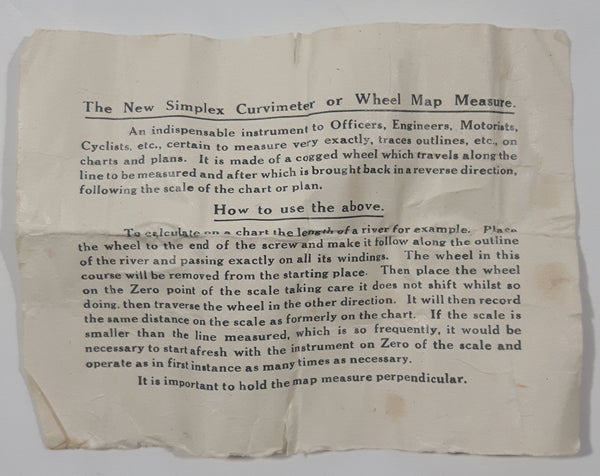 The New Simplex Curvimeter or Wheel Map Measure.
An indispensable instrument to Officers, Engineers, Motorists,
Cyclists, etc., certain to measure very exactly, traces outlines, etc., on
charts and plans. It is made of a cogged wheel which travels along the
line to be measured and after which is brought back in a reverse direction,
following the scale of the chart or plan.
How to use the above.
To calculate on a chart the length of a river for example. Place
the wheel to the end of the screw and make it follow along the outline
of the river and passing exactly on all its windings. The wheel in this
course will be removed from the starting place. Then place the wheel
on the Zero point of the scale taking care it does not shift whilst so
doing, then traverse the wheel in the other direction. It will then record
the same distance on the scale as formerly on the chart. If the scale is
smaller than the line measured, which is so frequently, it would be
necessary to start afresh with the instrument on Zero of the scale and
operate as in first instance as many times as necessary.
It is important to hold the map measure perpendicular.